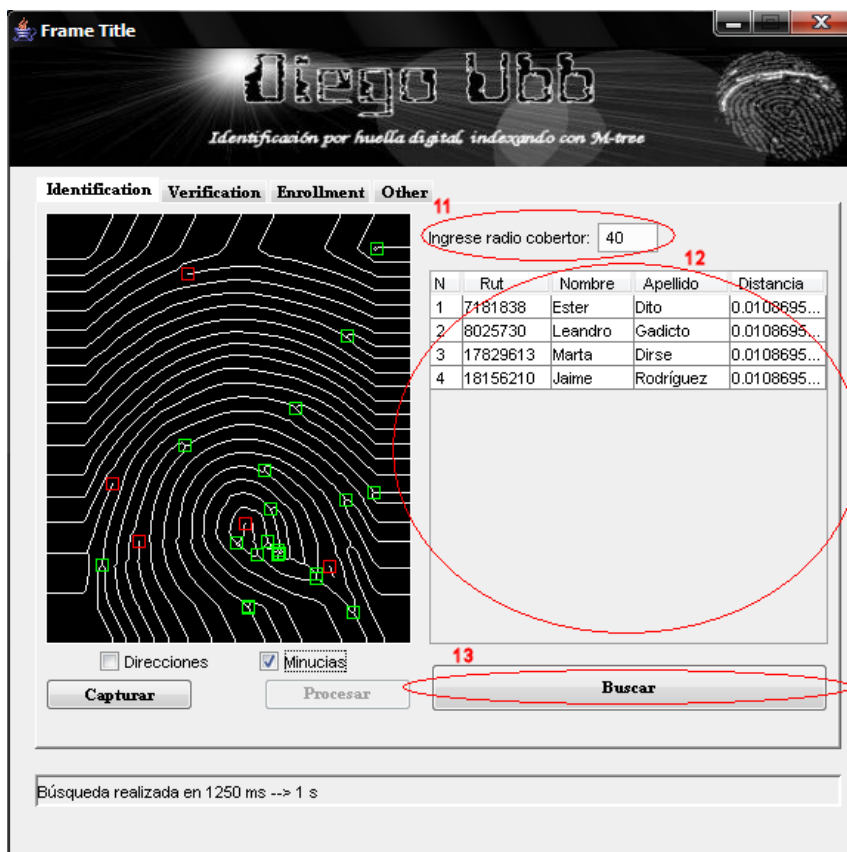 Frame Title
Diego Ubb
Identificación por huella digital, indexando con M-tree
Identification Verification Enrollment Other
11
Ingrese radio cobertor: 40
12
N Rut Nombre Apellido Distancia
1 7181838 Ester Dito 0.0108695...
2 8025730 Leandro Gadicto 0.0108695...
3 17829613 Marta Dirse 0.0108695...
4 18156210 Jaime Rodríguez 0.0108695...
Direcciones Minucias
13
Capturar Procesar Buscar
Búsqueda realizada en 1250 ms --> 1 s